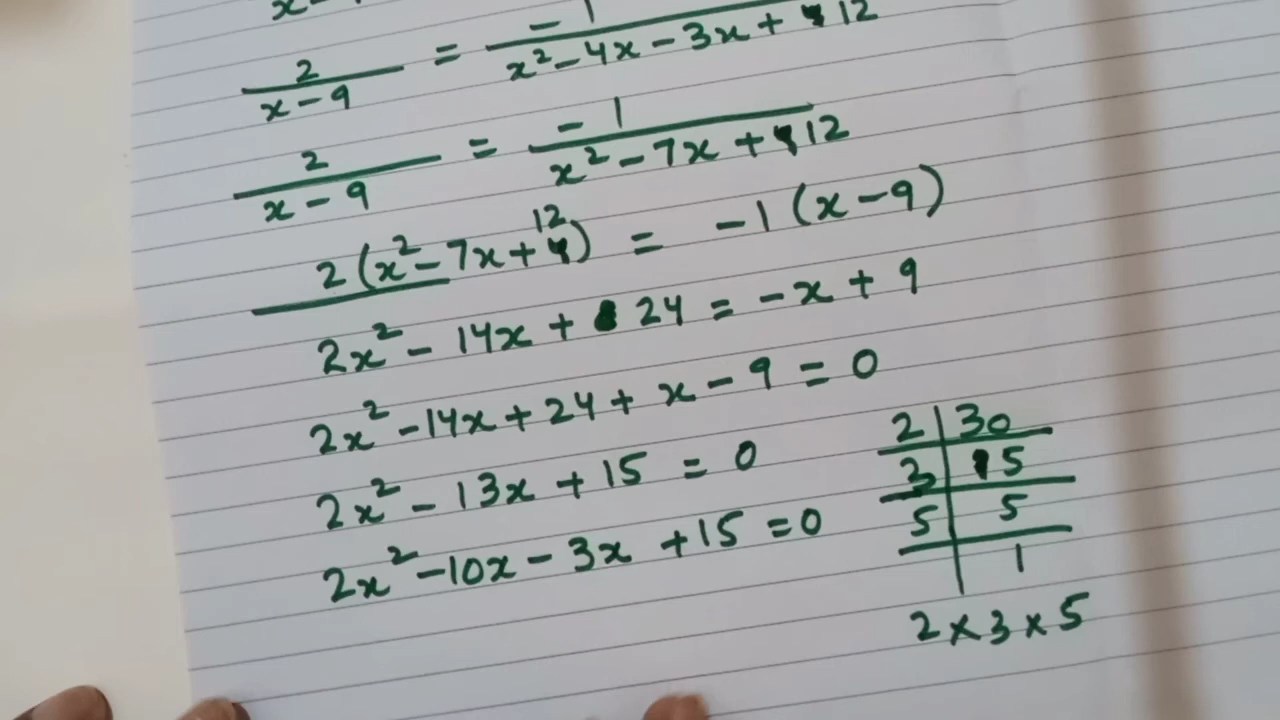 2/(x-9) = -1/(x²-4x-3x+12)
2/(x-9) = -1/(x²-7x+12)
2(x²-7x+12) = -1(x-9)
2x²-14x+24 = -x+9
2x²-14x+24+x-9=0
2x²-13x+15=0
2x²-10x-3x+15=0
2|30
3|15
5|5
|1
2×3×5